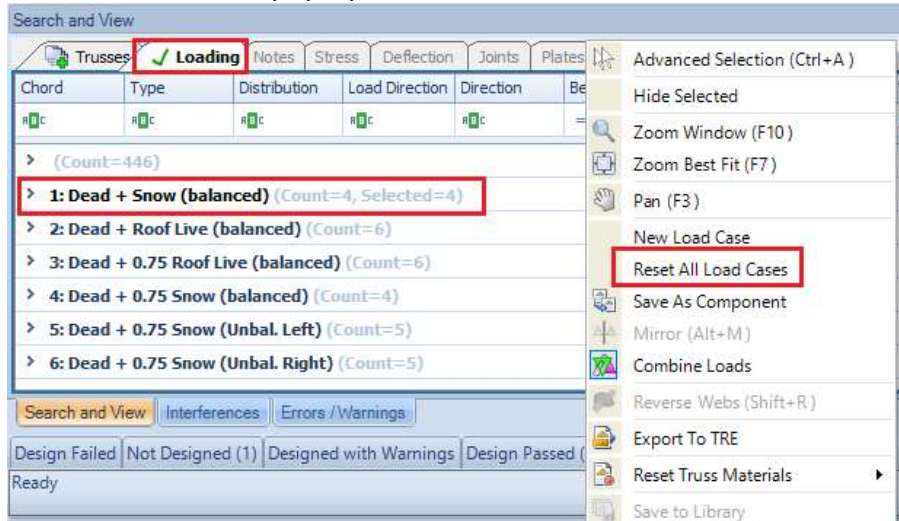 Search and View
Trusses Loading Notes Stress Deflection Joints Plates
Chord Type Distribution Load Direction Direction Be
(Count=446)
1: Dead + Snow (balanced) (Count=4, Selected=4)
2: Dead + Roof Live (balanced) (Count=6)
3: Dead + 0.75 Roof Live (balanced) (Count=6)
4: Dead + 0.75 Snow (balanced) (Count=4)
5: Dead + 0.75 Snow (Unbal. Left) (Count=5)
6: Dead + 0.75 Snow (Unbal. Right) (Count=5)
Search and View Interferences Errors / Warnings
Design Failed Not Designed (1) Designed with Warnings Design Passed (
Ready
Advanced Selection (Ctrl+A )
Hide Selected
Zoom Window (F10 )
Zoom Best Fit (F7 )
Pan (F3 )
New Load Case
Reset All Load Cases
Save As Component
Mirror (Alt+M )
Combine Loads
Reverse Webs (Shift+R )
Export To TRE
Reset Truss Materials
Save to Library